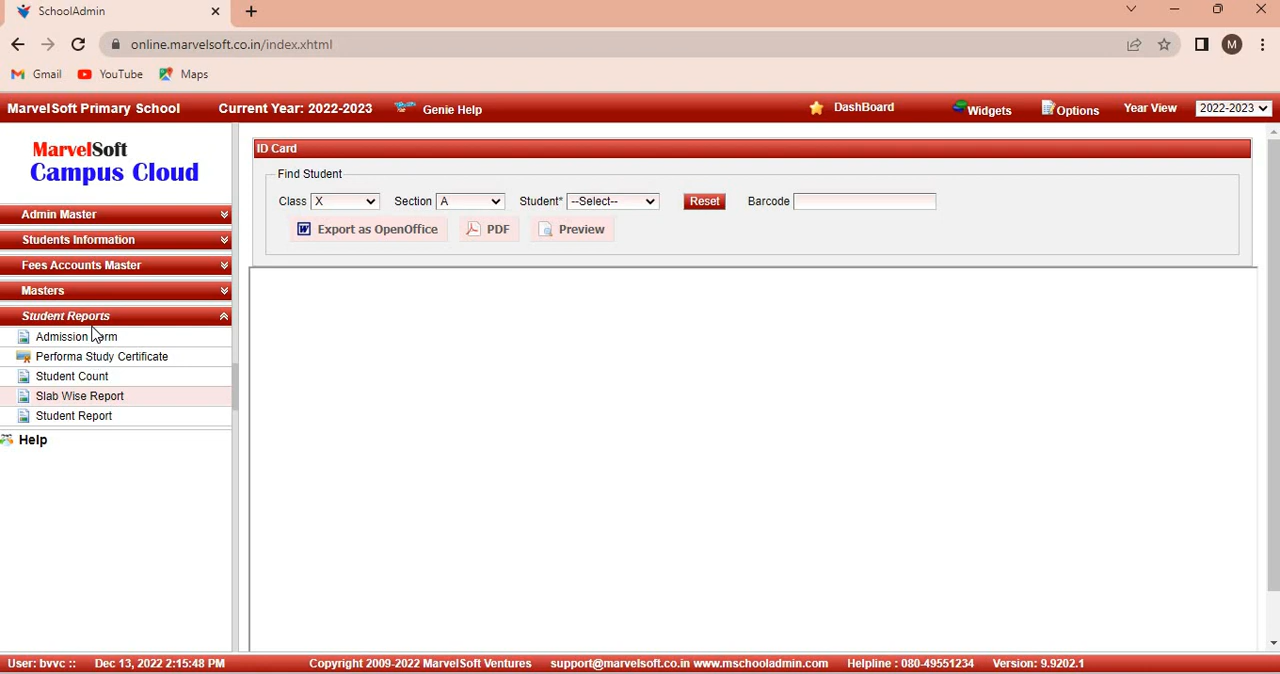 SchoolAdmin
online.marvelsoft.co.in/index.xhtml
M
Gmail YouTube Maps
MarvelSoft Primary School Current Year: 2022-2023 Genie Help DashBoard Widgets Options Year View 2022-2023
MarvelSoft
Campus Cloud
ID Card
Find Student
Class X Section A Student* --Select-- Reset Barcode
Export as OpenOffice PDF Preview
Admin Master
Students Information
Fees Accounts Master
Masters
Student Reports
Admission Form
Performa Study Certificate
Student Count
Slab Wise Report
Student Report
Help
User: bvvc :: Dec 13, 2022 2:15:48 PM Copyright 2009-2022 MarvelSoft Ventures support@marvelsoft.co.in www.mschooladmin.com Helpline : 080-49551234 Version: 9.9202.1